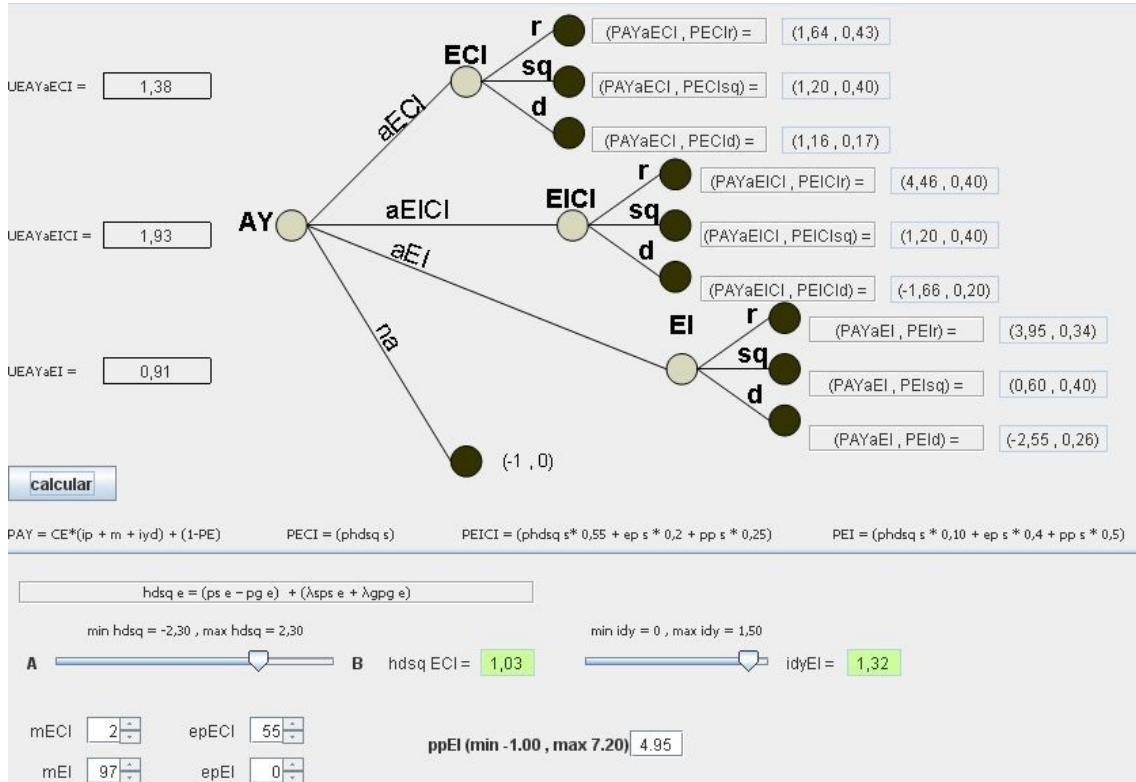 r (PAYaECI , PECIr) = (1,64 , 0,43)
ECI
sq
UEAYaECI = 1,38 (PAYaECI , PECIsq) = (1,20 , 0,40)
d
aECI
(PAYaECI , PECId) = (1,16 , 0,17)
r (PAYaEICI , PEICIr) = (4,46 , 0,40)
EICI
AY aEICI sq
UEAYaEICI = 1,93 (PAYaEICI , PEICIsq) = (1,20 , 0,40)
aEI d
(PAYaEICI , PEICId) = (-1,66 , 0,20)
EI r
(PAYaEI , PEIr) = (3,95 , 0,34)
na
sq
UEAYaEI = 0,91 (PAYaEI , PEIsq) = (0,60 , 0,40)
d
(PAYaEI , PEId) = (-2,55 , 0,26)
(-1 , 0)
calcular
PAY = CE*(ip + m + iyd) + (1-PE) PECI = (phdsq s) PEICI = (phdsq s* 0,55 + ep s * 0,2 + pp s * 0,25) PEI = (phdsq s * 0,10 + ep s * 0,4 + pp s * 0,5)
hdsq e = (ps e – pg e) + (λsps e + λgpg e)
min hdsq = -2,30 , max hdsq = 2,30 min idy = 0 , max idy = 1,50
A B hdsq ECI = 1,03 idyEI = 1,32
mECI 2 epECI 55
ppEI (min -1.00 , max 7.20) 4.95
mEI 97 epEI 0